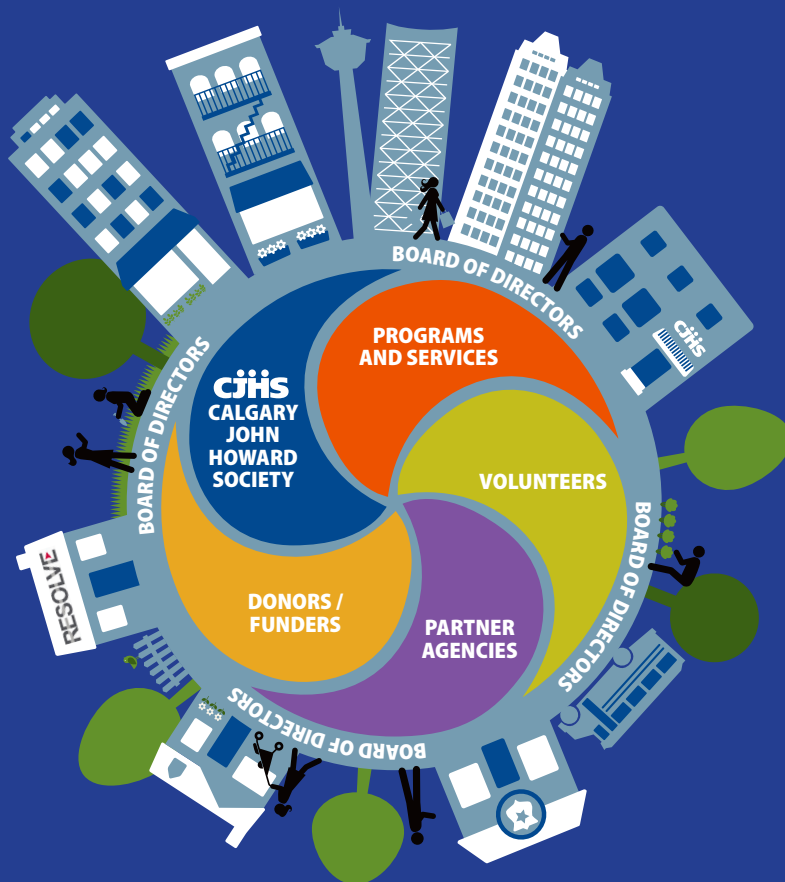 BOARD OF DIRECTORS
PROGRAMS
AND SERVICES
CJHS
CJHS
CALGARY
JOHN
HOWARD
SOCIETY
BOARD OF DIRECTORS
VOLUNTEERS
BOARD OF DIRECTORS
RESOLVE
DONORS /
FUNDERS
PARTNER
AGENCIES
BOARD OF DIRECTORS